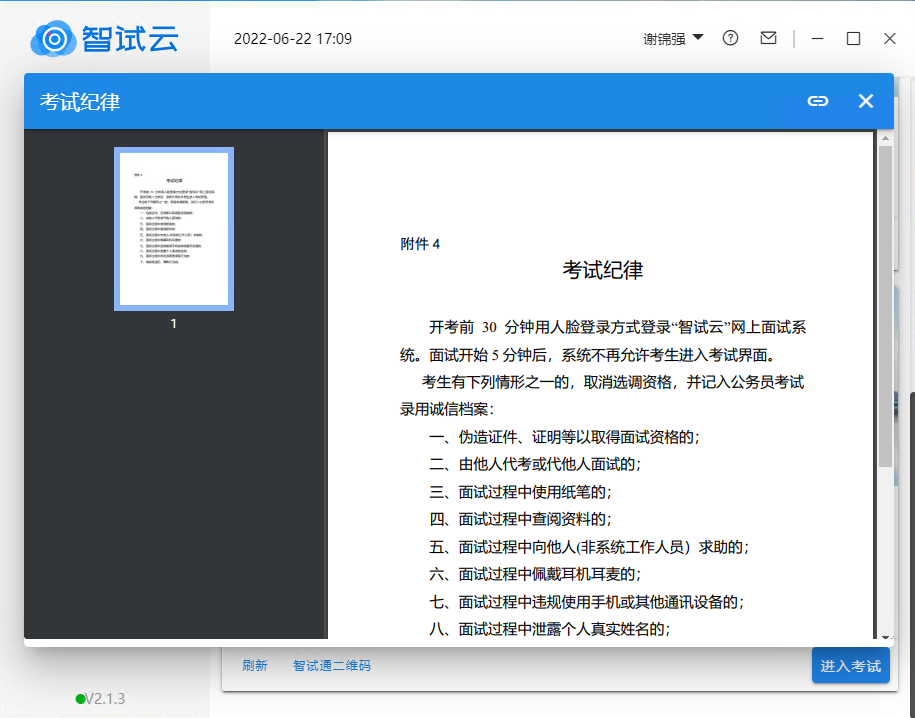 智试云
2022-06-22 17:09
谢锦强
考试纪律
1
附件 4
考试纪律
开考前 30 分钟用人脸登录方式登录“智试云”网上面试系
统。面试开始 5 分钟后，系统不再允许考生进入考试界面。
考生有下列情形之一的，取消选调资格，并记入公务员考试
录用诚信档案：
一、伪造证件、证明等以取得面试资格的；
二、由他人代考或代他人面试的；
三、面试过程中使用纸笔的；
四、面试过程中查阅资料的；
五、面试过程中向他人(非系统工作人员）求助的；
六、面试过程中佩戴耳机耳麦的；
七、面试过程中违规使用手机或其他通讯设备的；
八、面试过程中泄露个人真实姓名的；
刷新
智试通二维码
进入考试
V2.1.3